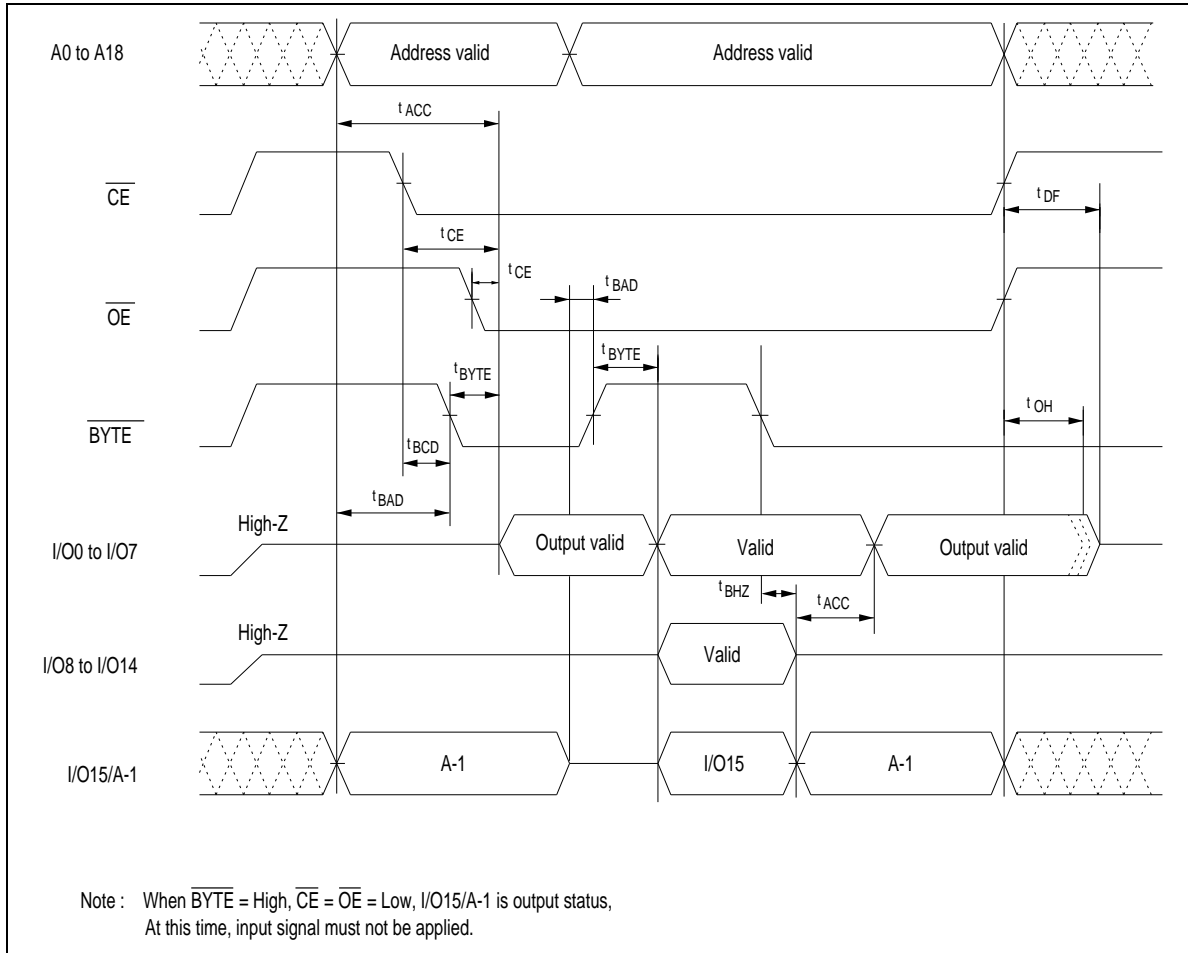 A0 to A18
Address valid
Address valid
t ACC
CE
t DF
t CE
t CE
t BAD
OE
t BYTE
t BYTE
t OH
BYTE
t BCD
t BAD
High-Z
I/O0 to I/O7
Output valid
Valid
Output valid
t BHZ
t ACC
High-Z
I/O8 to I/O14
Valid
I/O15/A-1
A-1
I/O15
A-1
Note : When BYTE = High, CE = OE = Low, I/O15/A-1 is output status,
At this time, input signal must not be applied.